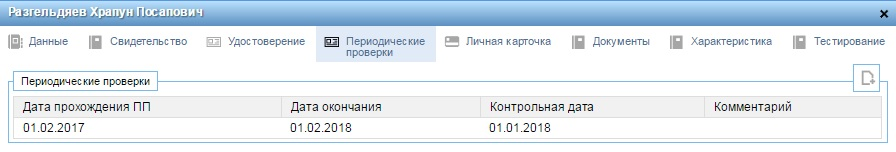 Разгельдяев Храпун Посапович
Данные Свидетельство Удостоверение Периодические проверки Личная карточка Документы Характеристика Тестирование
Периодические проверки
Дата прохождения ПП Дата окончания Контрольная дата Комментарий
01.02.2017 01.02.2018 01.01.2018